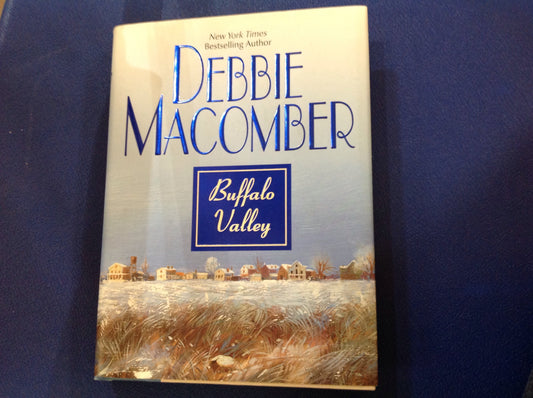 New York Times
Bestselling Author
DEBBIE
MACOMBER
Buffalo
Valley